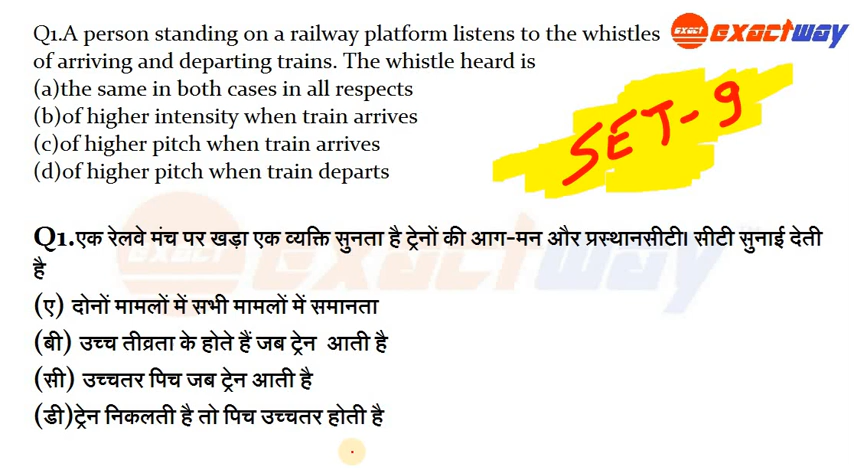 Q1.A person standing on a railway platform listens to the whistles
of arriving and departing trains. The whistle heard is
(a)the same in both cases in all respects
(b)of higher intensity when train arrives
(c)of higher pitch when train arrives
(d)of higher pitch when train departs
EXACT EXACTWAY
SET-9
Q1.एक रेलवे मंच पर खड़ा एक व्यक्ति सुनता है ट्रेनों की आग-मन और प्रस्थानसीटी। सीटी सुनाई देती
है
(ए) दोनों मामलों में सभी मामलों में समानता
(बी) उच्च तीव्रता के होते हैं जब ट्रेन आती है
(सी) उच्चतर पिच जब ट्रेन आती है
(डी)ट्रेन निकलती है तो पिच उच्चतर होती है
EXACT exactway